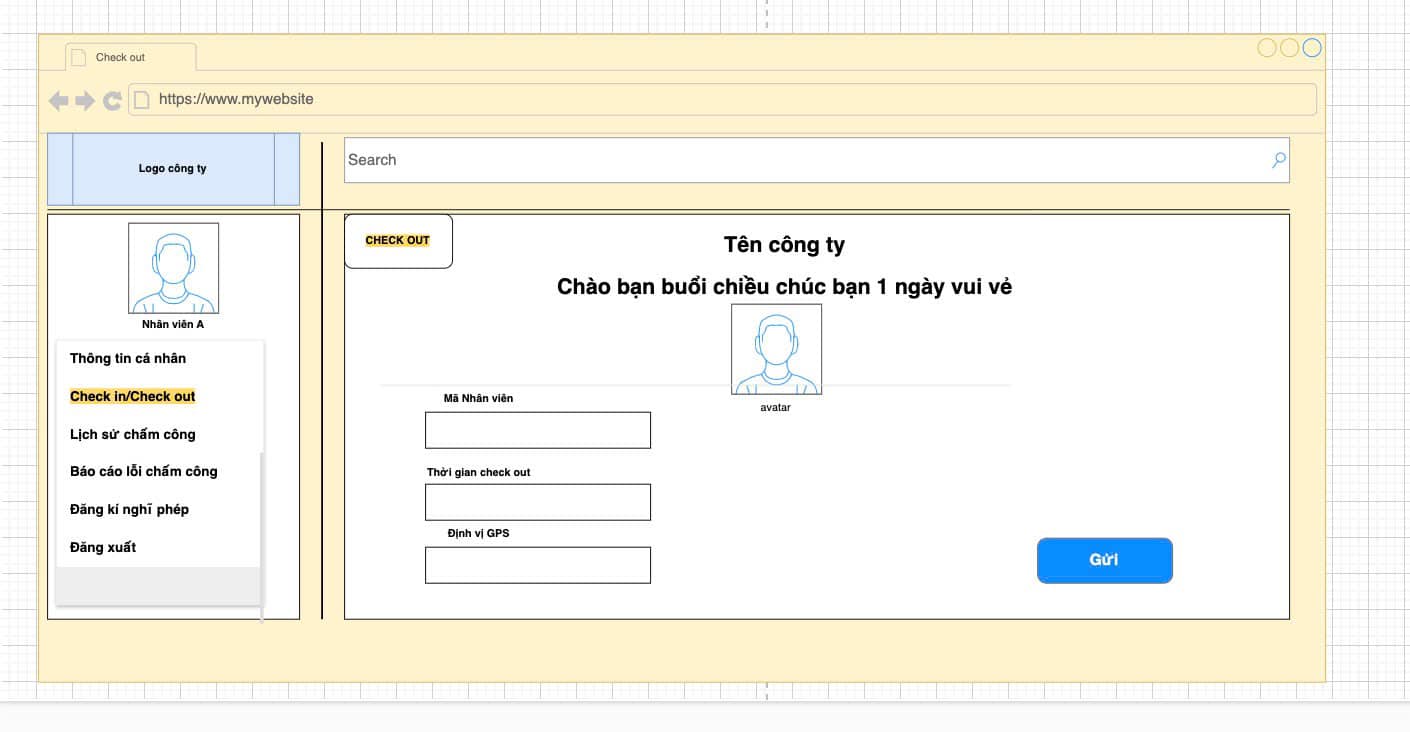 Check out
https://www.mywebsite
Logo công ty
Search
Nhân viên A
Thông tin cá nhân
Check in/Check out
Lịch sử chấm công
Báo cáo lỗi chấm công
Đăng kí nghĩ phép
Đăng xuất
CHECK OUT
Tên công ty
Chào bạn buổi chiều chúc bạn 1 ngày vui vẻ
avatar
Mã Nhân viên
Thời gian check out
Định vị GPS
Gửi